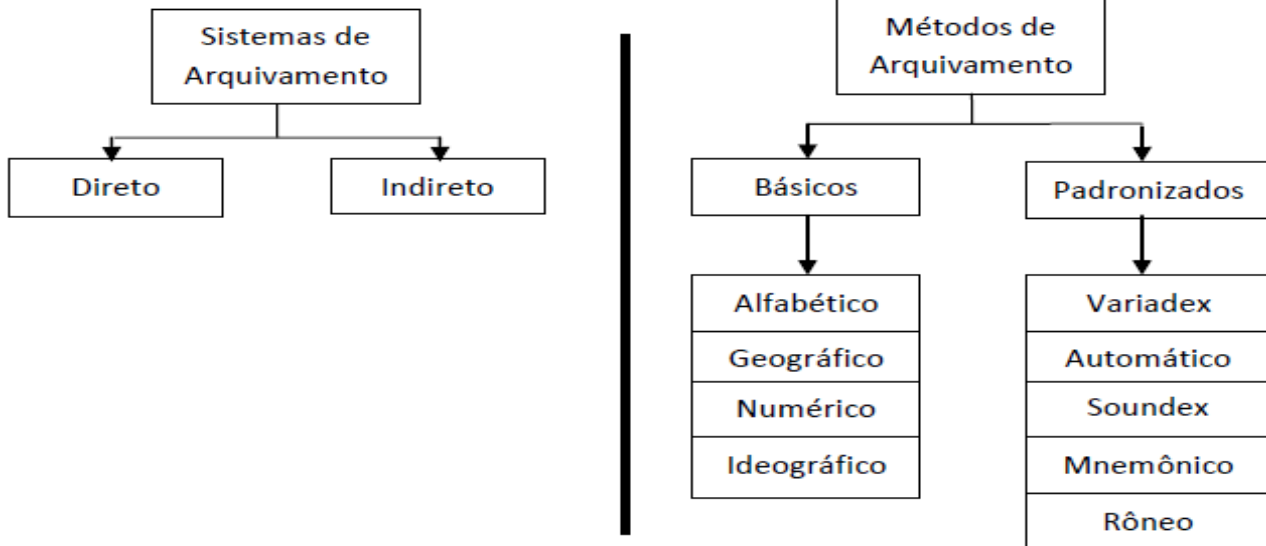 Sistemas de
Arquivamento
Direto
Indireto
Métodos de
Arquivamento
Básicos
Padronizados
Alfabético
Geográfico
Numérico
Ideográfico
Variadex
Automático
Soundex
Mnemônico
Rôneo